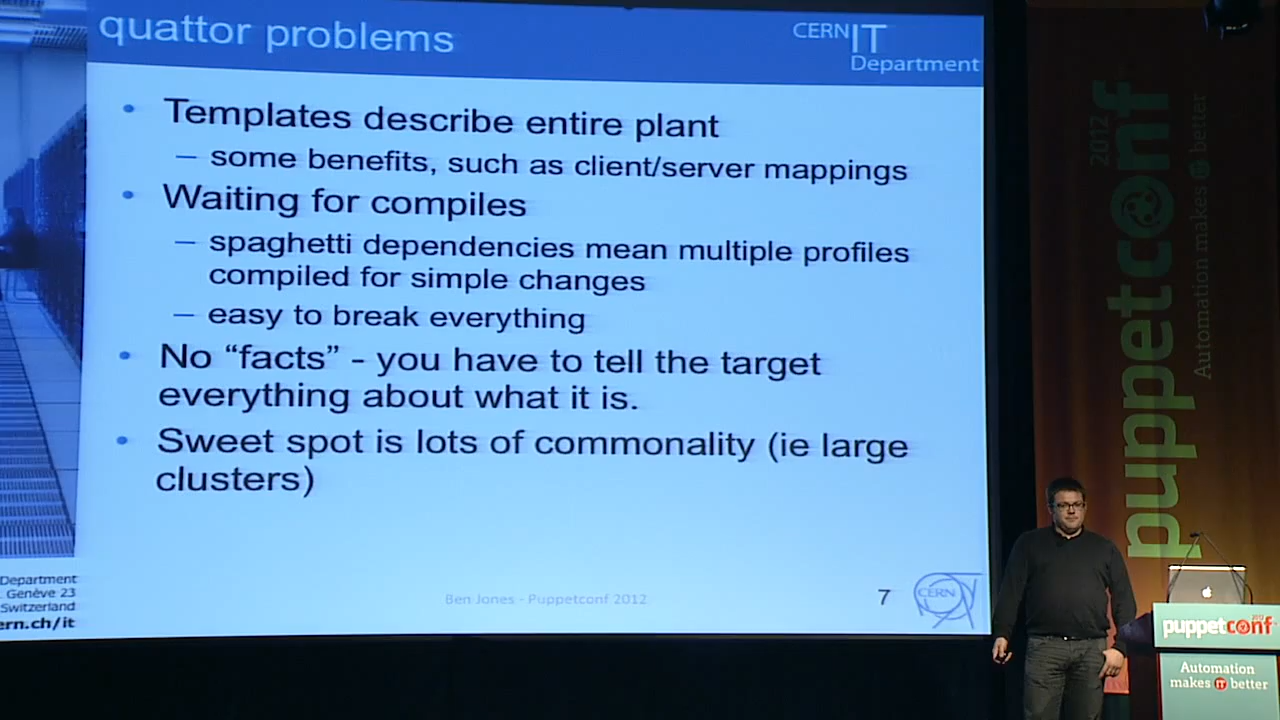 quattor problems
CERN IT
Department
• Templates describe entire plant
– some benefits, such as client/server mappings
• Waiting for compiles
– spaghetti dependencies mean multiple profiles
compiled for simple changes
– easy to break everything
• No “facts” - you have to tell the target
everything about what it is.
• Sweet spot is lots of commonality (ie large
clusters)
Department
Genève 23
Switzerland
ern.ch/it
Ben Jones - Puppetconf 2012
7
CERN
puppetconf
2012
Automation makes IT better
puppetconf
2012
Automation
makes IT better